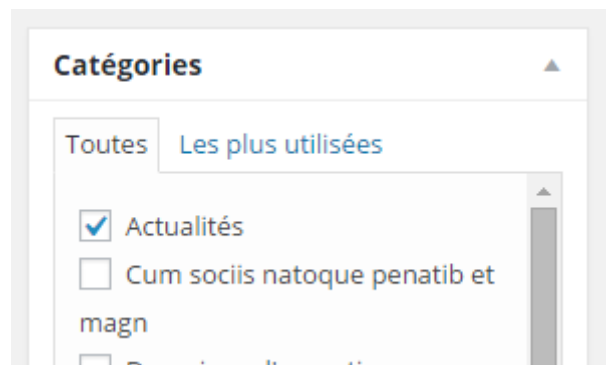 Catégories
Toutes Les plus utilisées
Actualités
Cum sociis natoque penatib et
magn